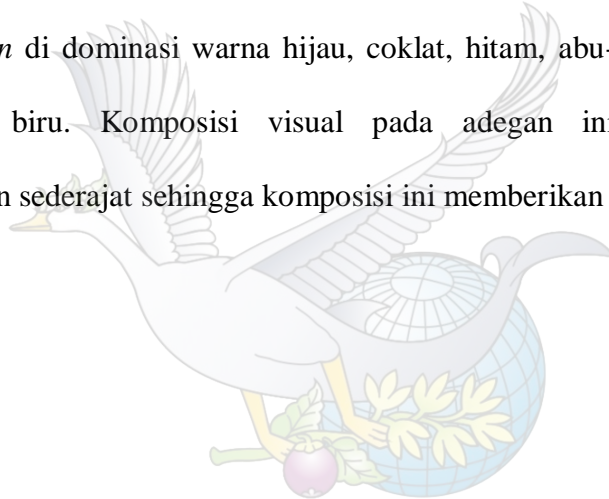 n di dominasi warna hijau, coklat, hitam, abu-
biru. Komposisi visual pada adegan ini
n sederajat sehingga komposisi ini memberikan